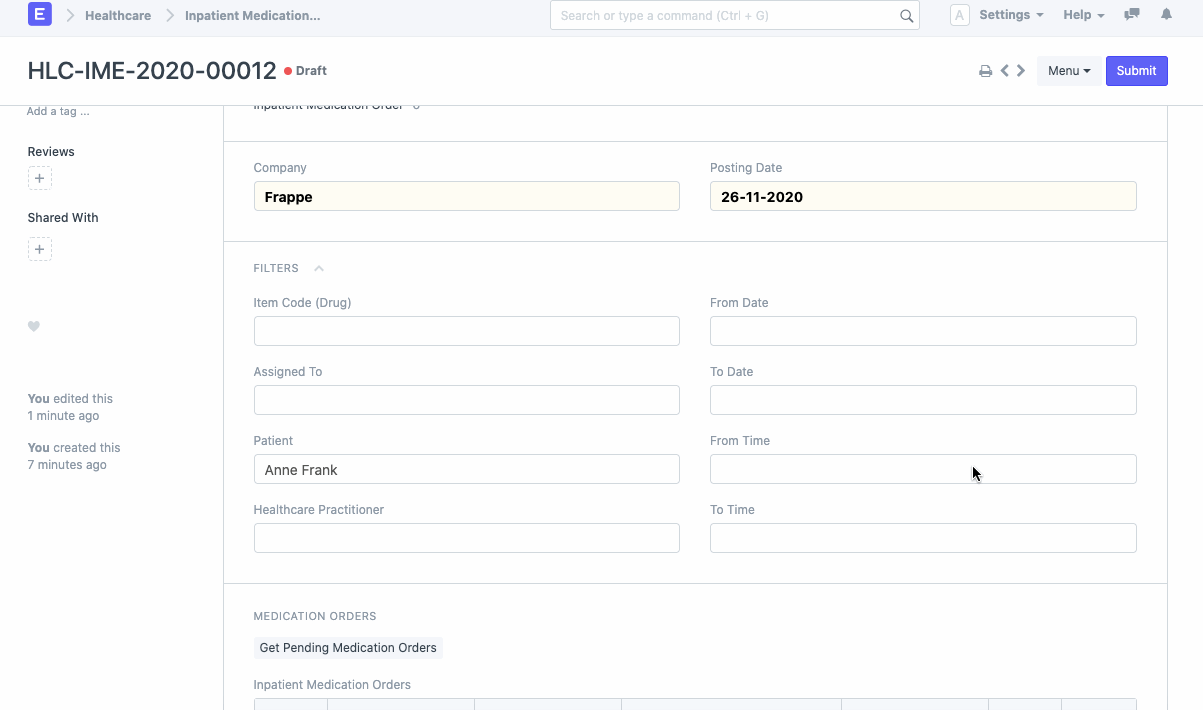 E Healthcare Inpatient Medication... Search or type a command (Ctrl + G) A Settings Help
HLC-IME-2020-00012 Draft Menu Submit
Add a tag ...
Inpatient Medication Order
Reviews
+
Shared With
+
You edited this
1 minute ago
You created this
7 minutes ago
Company Posting Date
Frappe 26-11-2020
FILTERS
Item Code (Drug) From Date
Assigned To To Date
Patient From Time
Anne Frank
Healthcare Practitioner To Time
MEDICATION ORDERS
Get Pending Medication Orders
Inpatient Medication Orders